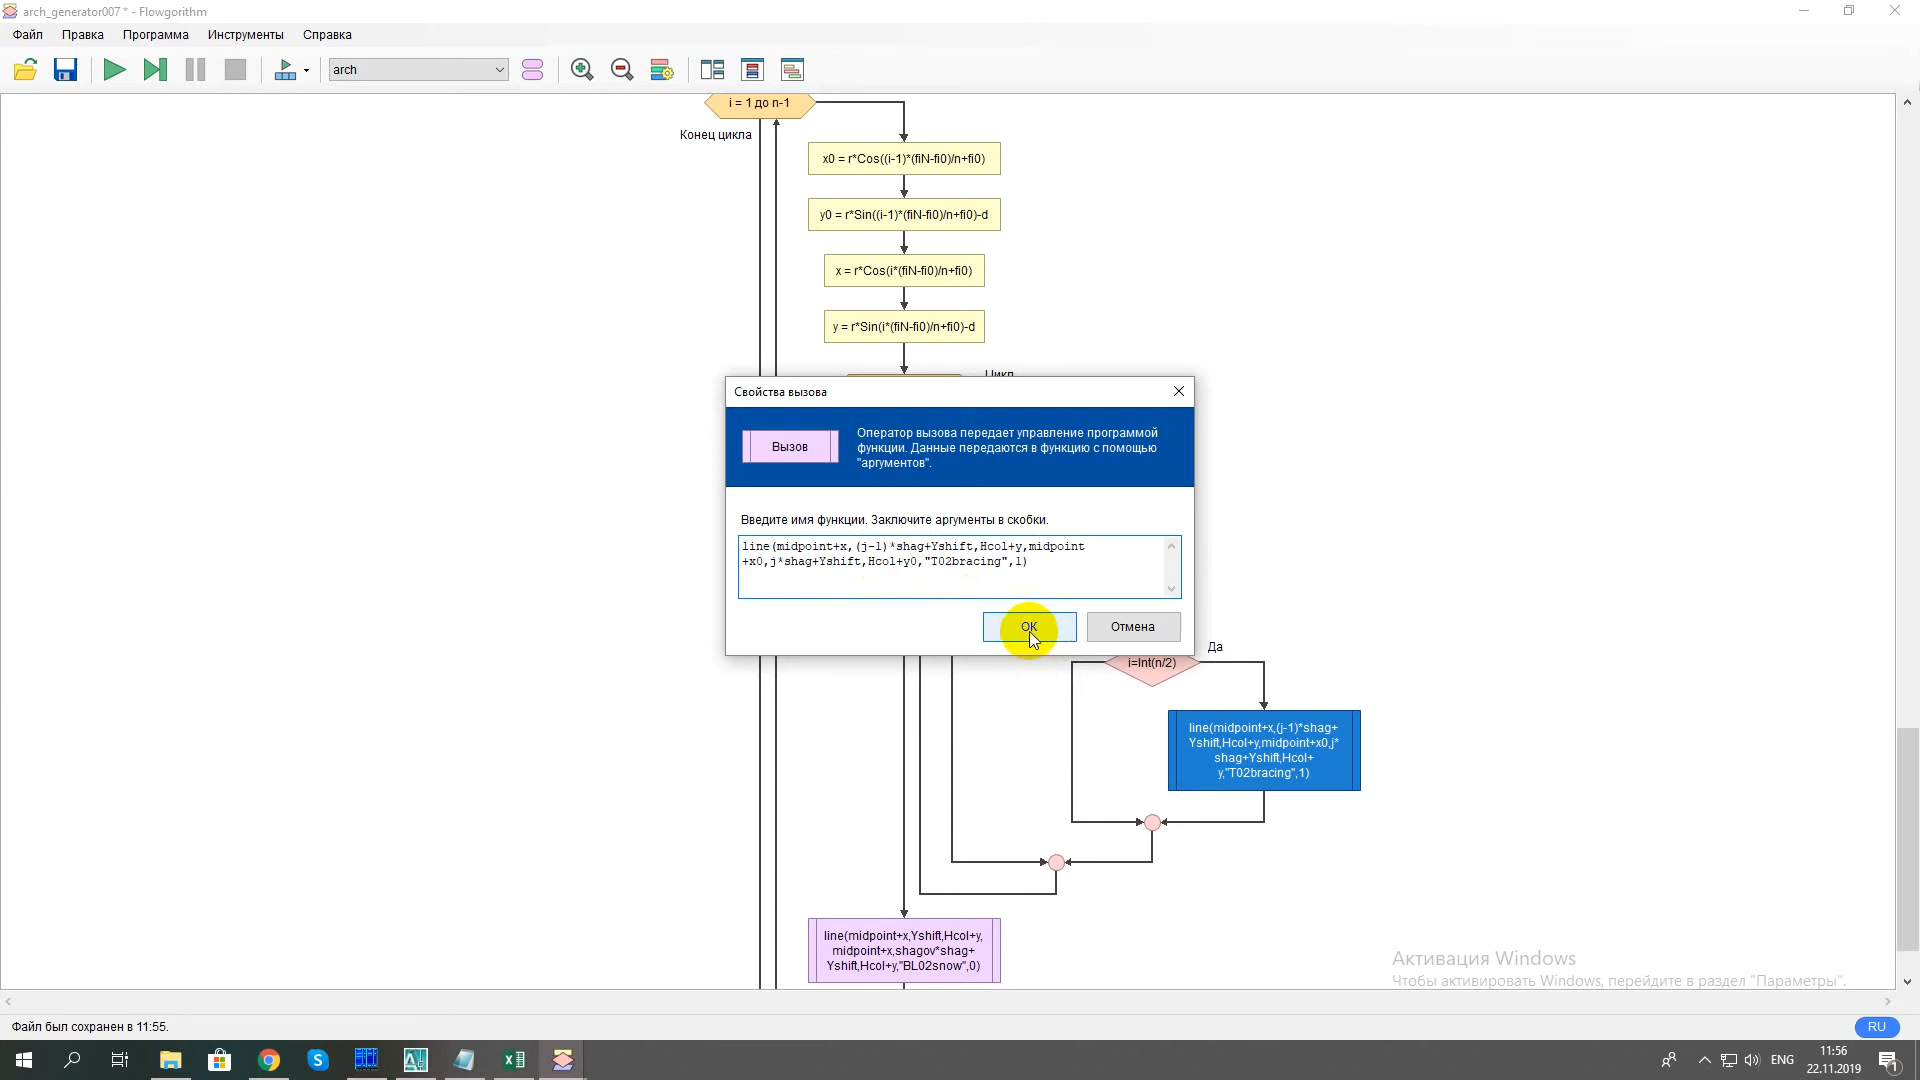 arch_generator007 * - Flowgorithm
Файл Правка Программа Инструменты Справка
arch
i = 1 до n-1
Конец цикла
x0 = r*Cos((i-1)*(fiN-fi0)/n+fi0)
y0 = r*Sin((i-1)*(fiN-fi0)/n+fi0)-d
x = r*Cos(i*(fiN-fi0)/n+fi0)
y = r*Sin(i*(fiN-fi0)/n+fi0)-d
Цикл
Свойства вызова
Вызов
Оператор вызова передает управление программой
функции. Данные передаются в функцию с помощью
"аргументов".
Введите имя функции. Заключите аргументы в скобки.
line(midpoint+x,(j-1)*shag+Yshift,Hcol+y,midpoint
+x0,j*shag+Yshift,Hcol+y0,"T02bracing",1)
OK
Отмена
Да
i=Int(n/2)
line(midpoint+x,(j-1)*shag+
Yshift,Hcol+y,midpoint+x0,j*
shag+Yshift,Hcol+
y,"T02bracing",1)
line(midpoint+x,Yshift,Hcol+y,
midpoint+x,shagov*shag+
Yshift,Hcol+y,"BL02snow",0)
Активация Windows
Чтобы активировать Windows, перейдите в раздел "Параметры".
Файл был сохранен в 11:55.
RU
ENG
11:56
22.11.2019
1